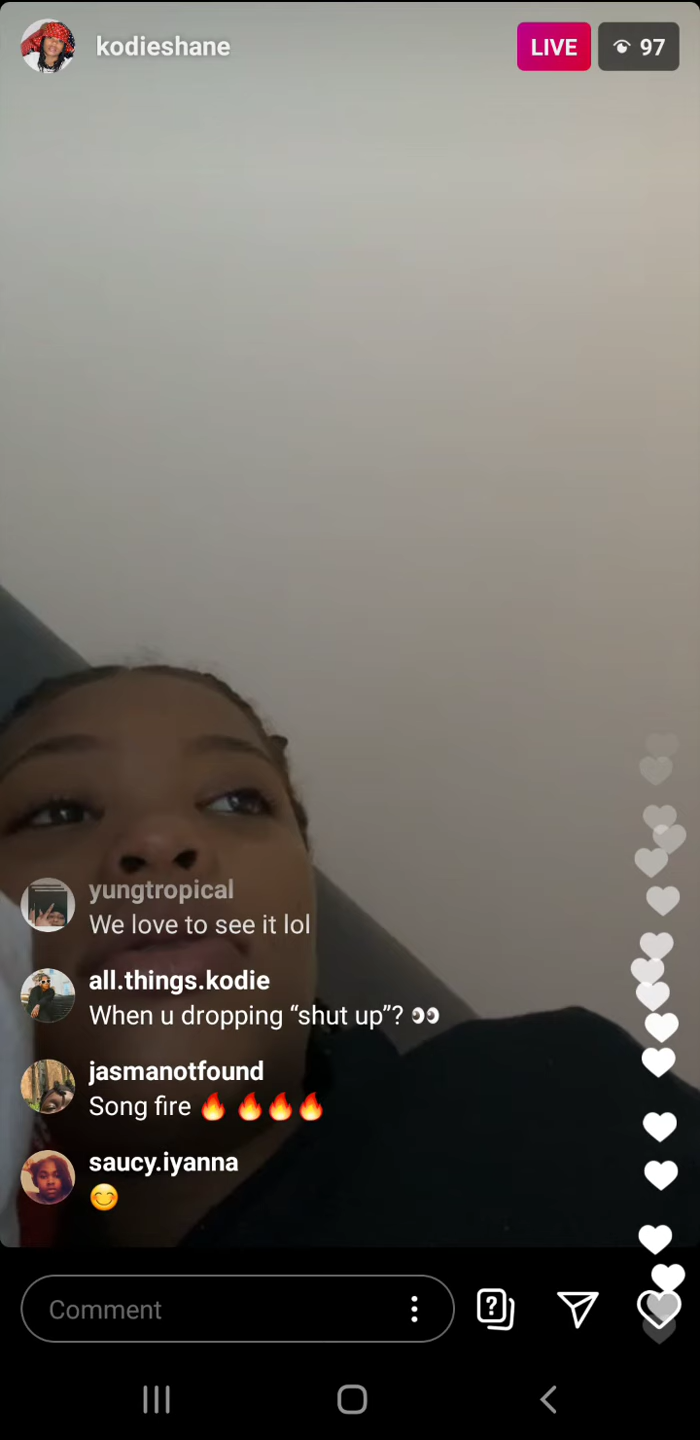 kodieshane
LIVE
97
yungtropical
We love to see it lol
all.things.kodie
When u dropping “shut up”? 👀
jasmanotfound
Song fire 🔥 🔥🔥🔥
saucy.iyanna
😊
Comment